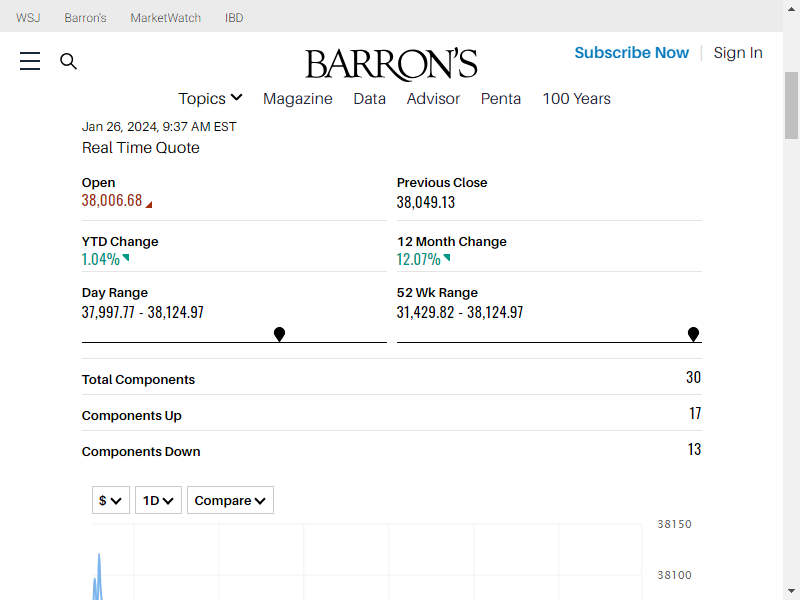 WSJ Barron's MarketWatch IBD
BARRON'S
Subscribe Now Sign In
Topics Magazine Data Advisor Penta 100 Years
Jan 26, 2024, 9:37 AM EST
Real Time Quote
Open Previous Close
38,006.68 38,049.13
YTD Change 12 Month Change
1.04% 12.07%
Day Range 52 Wk Range
37,997.77 - 38,124.97 31,429.82 - 38,124.97
Total Components 30
Components Up 17
Components Down 13
$ 1D Compare
38150
38100